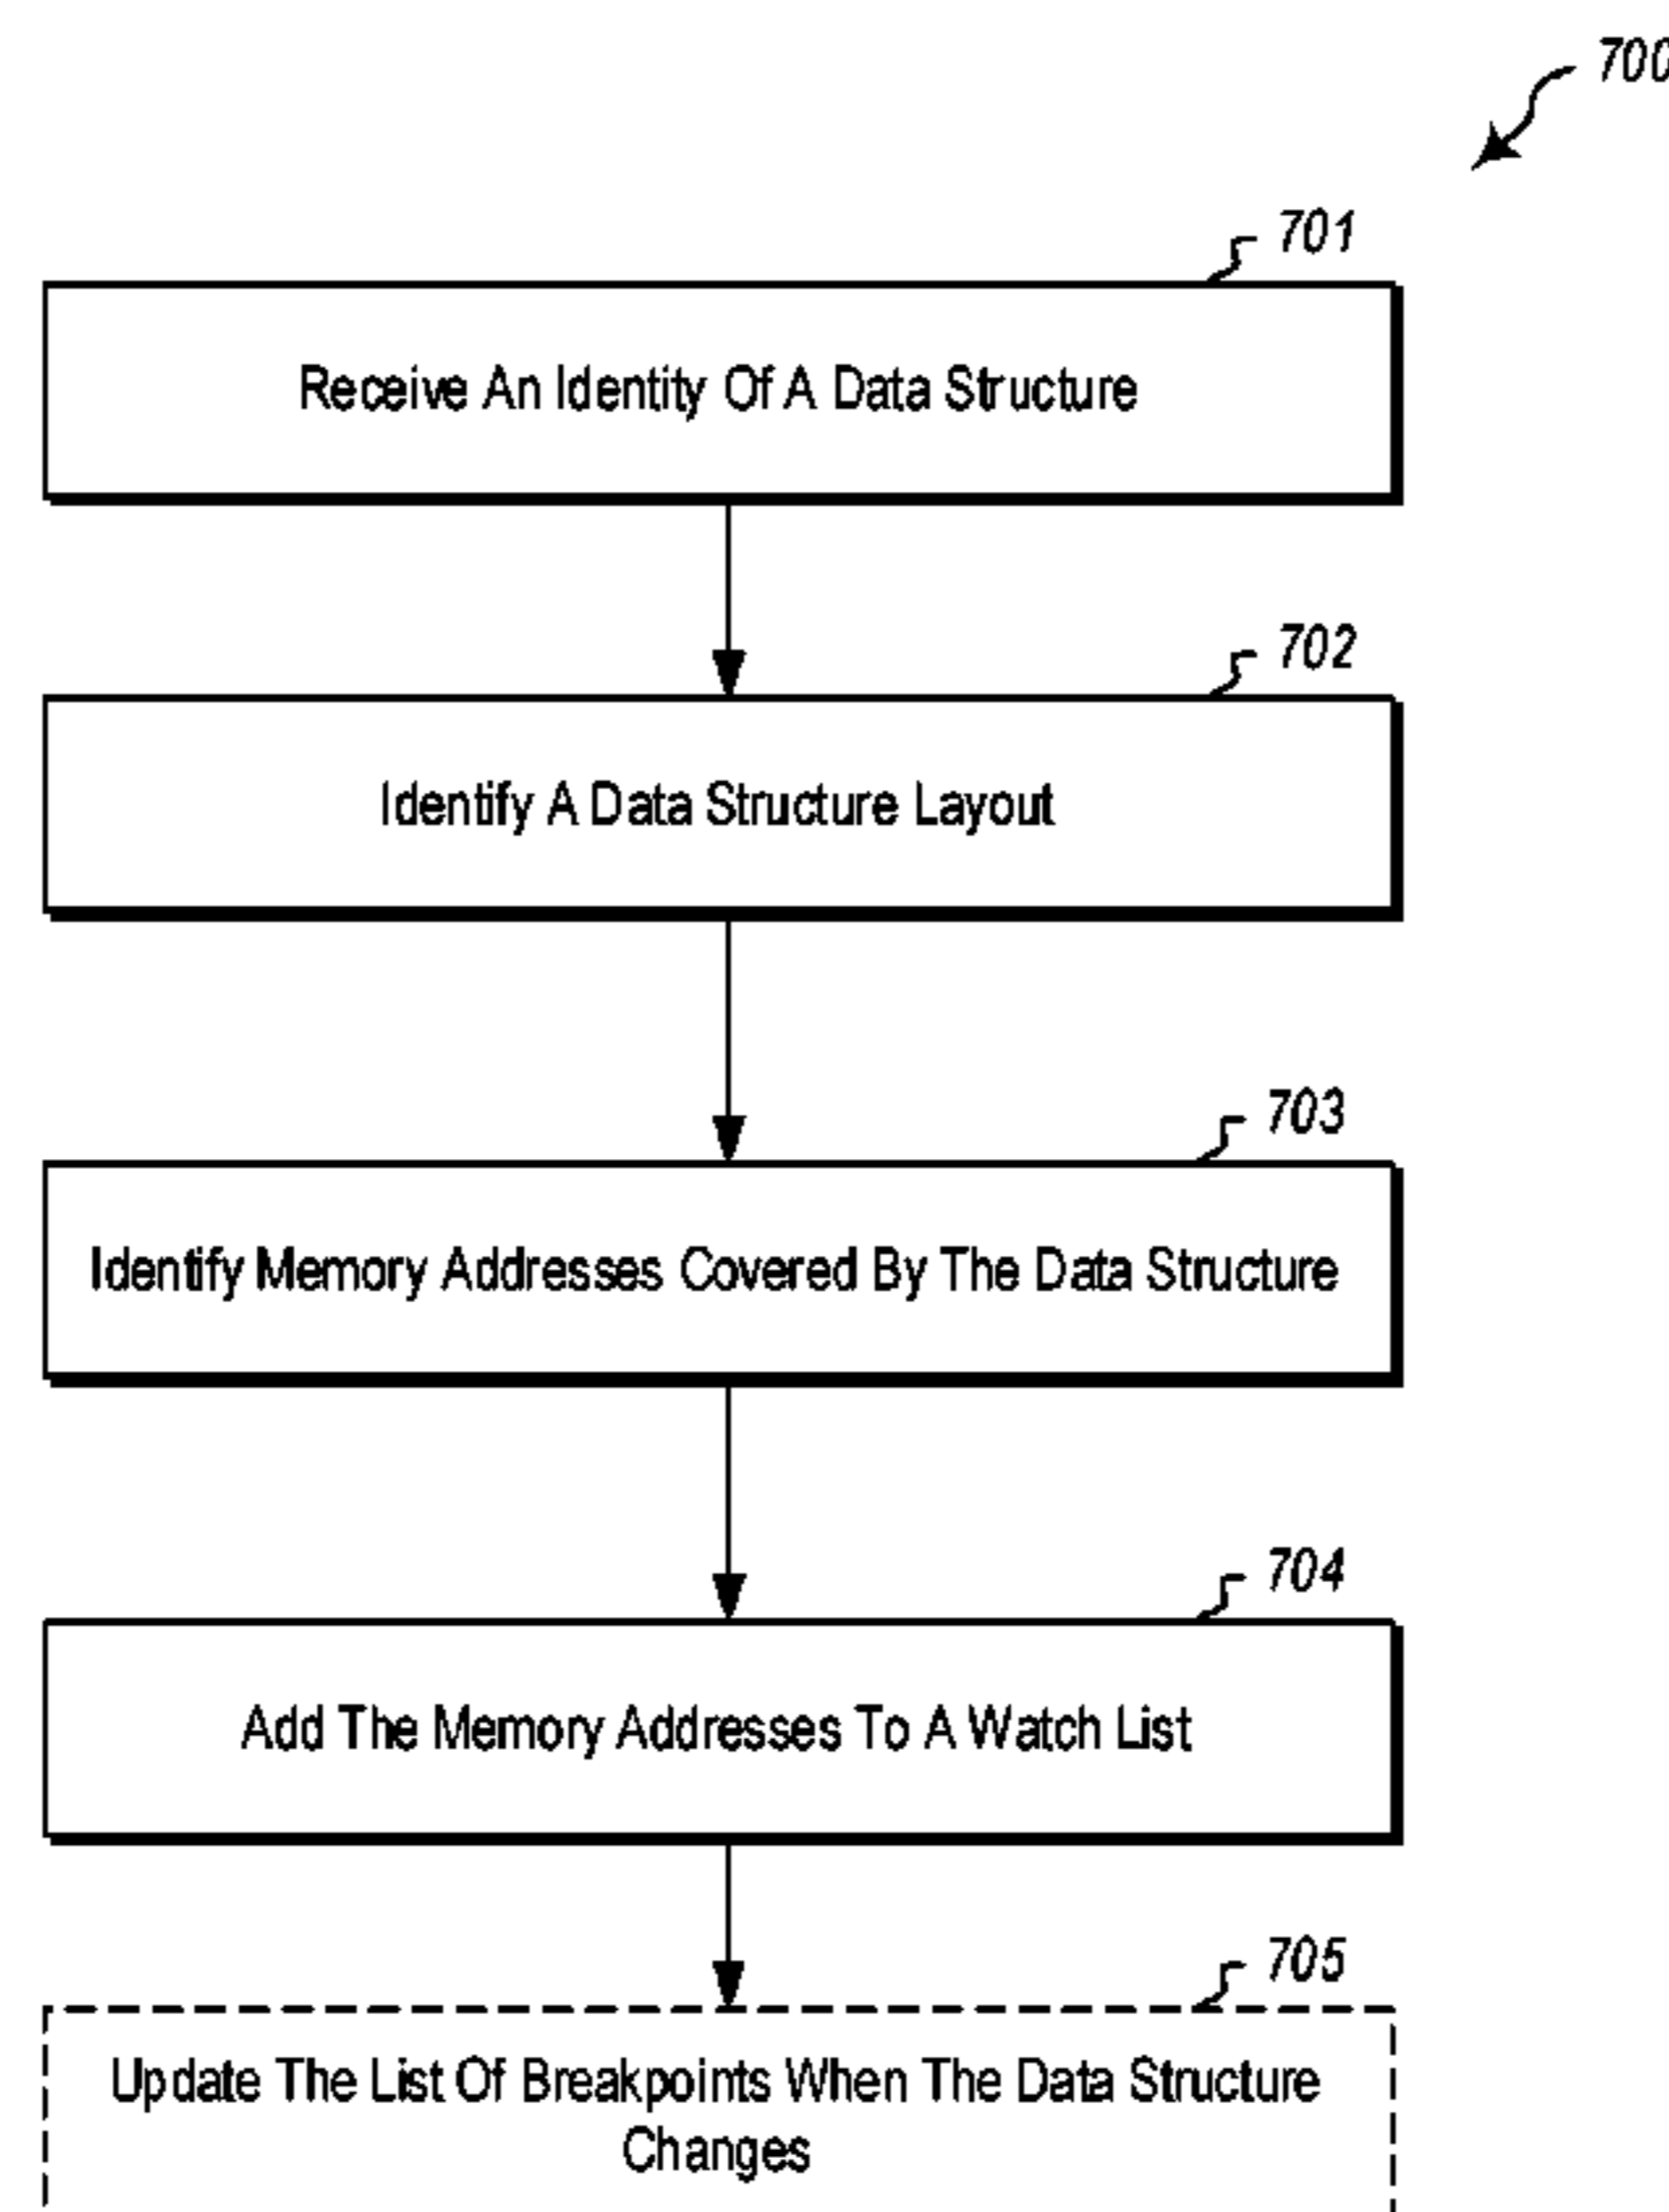 700
701
Receive An Identity Of A Data Structure
702
Identify A Data Structure Layout
703
Identify Memory Addresses Covered By The Data Structure
704
Add The Memory Addresses To A Watch List
705
Update The List Of Breakpoints When The Data Structure
Changes